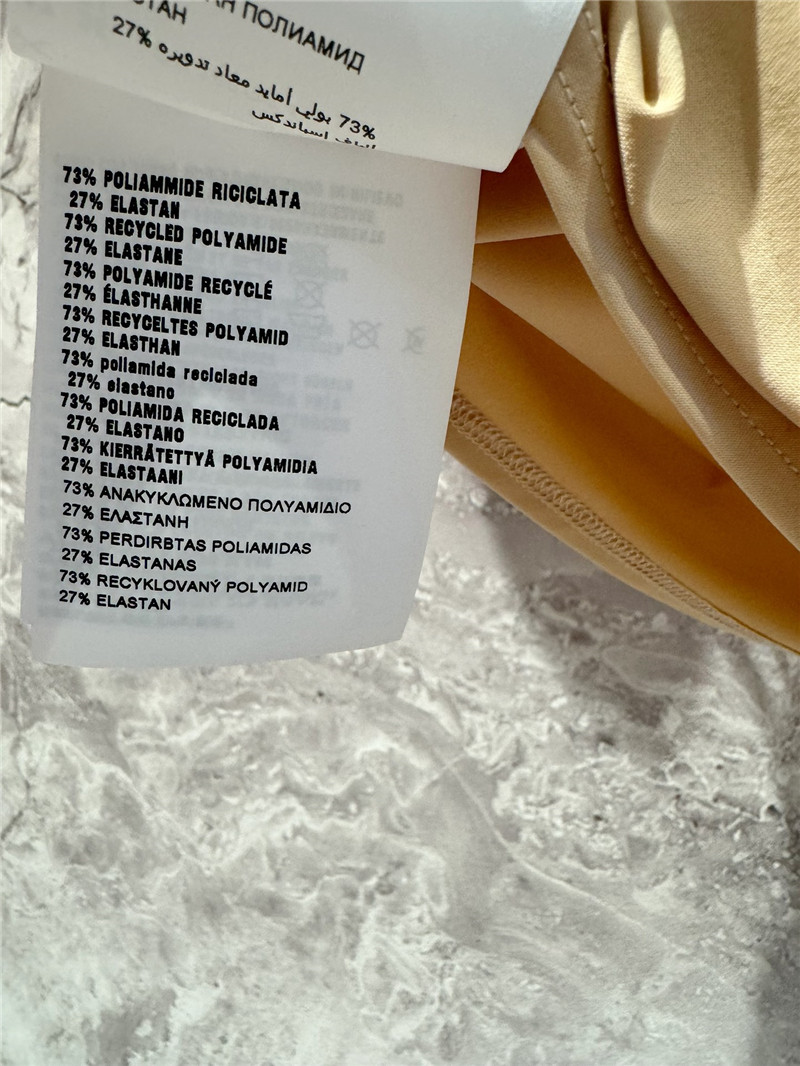 ПОЛИАМИД
27%
73% بولي أمايد معاد تدويره
73% POLIAMMIDE RICICLATA
27% ELASTAN
73% RECYCLED POLYAMIDE
27% ELASTANE
73% POLYAMIDE RECYCLÉ
27% ÉLASTHANNE
73% RECYCELTES POLYAMID
27% ELASTHAN
73% poliamida reciclada
27% elastano
73% POLIAMIDA RECICLADA
27% ELASTANO
73% KIERRÄTETTYÄ POLYAMIDIA
27% ELASTAANI
73% ΑΝΑΚΥΚΛΩΜΕΝΟ ΠΟΛΥΑΜΙΔΙΟ
27% ΕΛΑΣΤΑΝΗ
73% PERDIRBTAS POLIAMIDAS
27% ELASTANAS
73% RECYKLOVANÝ POLYAMID
27% ELASTAN